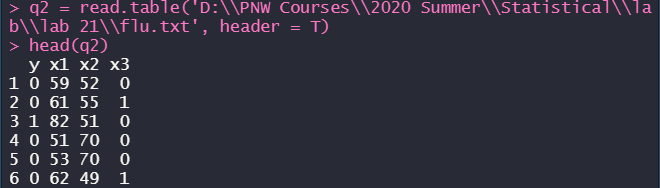 > q2 = read.table('D:\\PNW Courses\\2020 Summer\\Statistical\\la
b\\lab 21\\flu.txt', header = T)
> head(q2)
  y x1 x2 x3
1 0 59 52  0
2 0 61 55  1
3 1 82 51  0
4 0 51 70  0
5 0 53 70  0
6 0 62 49  1